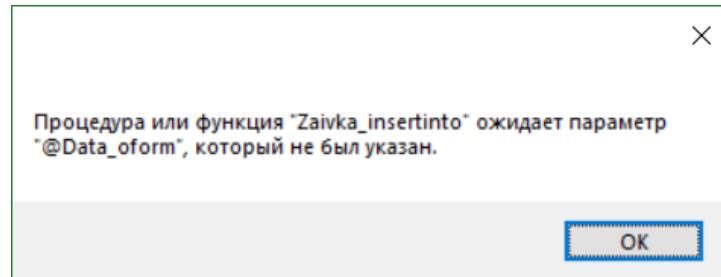 Процедура или функция "Zaivka_insertinto" ожидает параметр
"@Data_oform", который не был указан.
OK